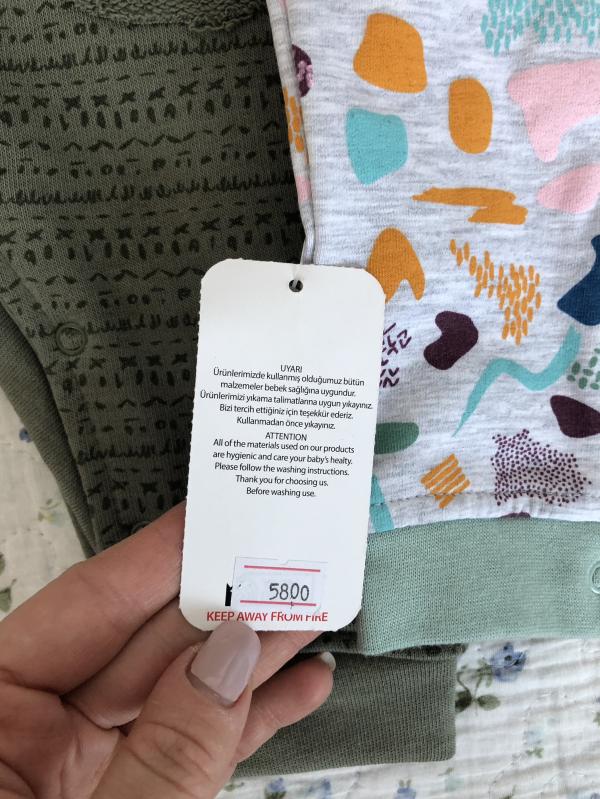 UYARI
Ürünlerimizde kullanmış olduğumuz bütün
malzemeler bebek sağlığına uygundur.
Ürünlerimizi yıkama talimatlarına uygun yıkayınız.
Bizi tercih ettiğiniz için teşekkür ederiz.
Kullanmadan önce yıkayınız.
ATTENTION
All of the materials used on our products
are hygienic and care your baby's healty.
Please follow the washing instructions.
Thank you for choosing us.
Before washing use.
58,00
KEEP AWAY FROM FIRE